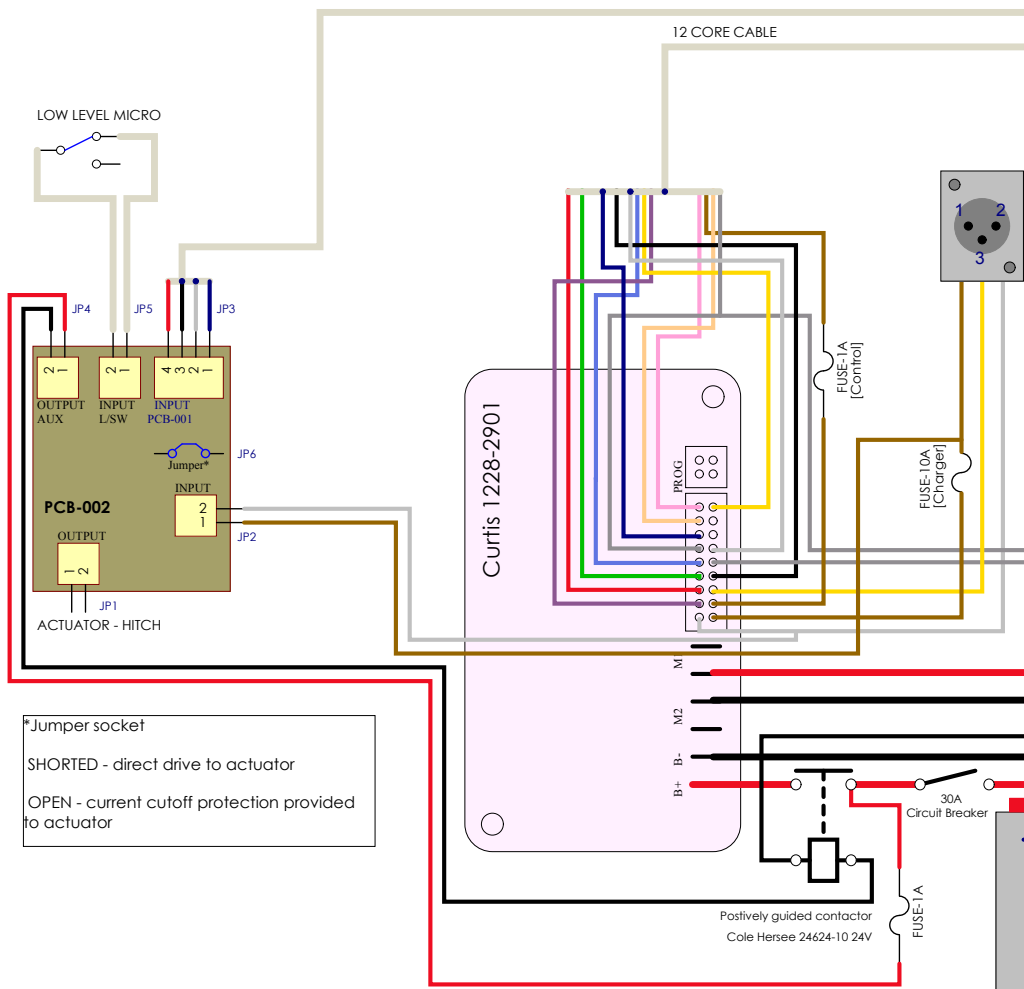 12 CORE CABLE
LOW LEVEL MICRO
1
2
3
JP4
JP5
JP3
2
1
2
1
4
3
2
1
OUTPUT
AUX
INPUT
L/SW
INPUT
PCB-001
FUSE-1A
[Control]
Jumper*
JP6
Curtis 1228-2901
PROG
FUSE-10A
[Charger]
PCB-002
INPUT
2
1
JP2
OUTPUT
1
2
JP1
ACTUATOR - HITCH
M1
M2
B-
B+
*Jumper socket
SHORTED - direct drive to actuator
OPEN - current cutoff protection provided
to actuator
30A
Circuit Breaker
FUSE-1A
Postively guided contactor
Cole Hersee 24624-10 24V